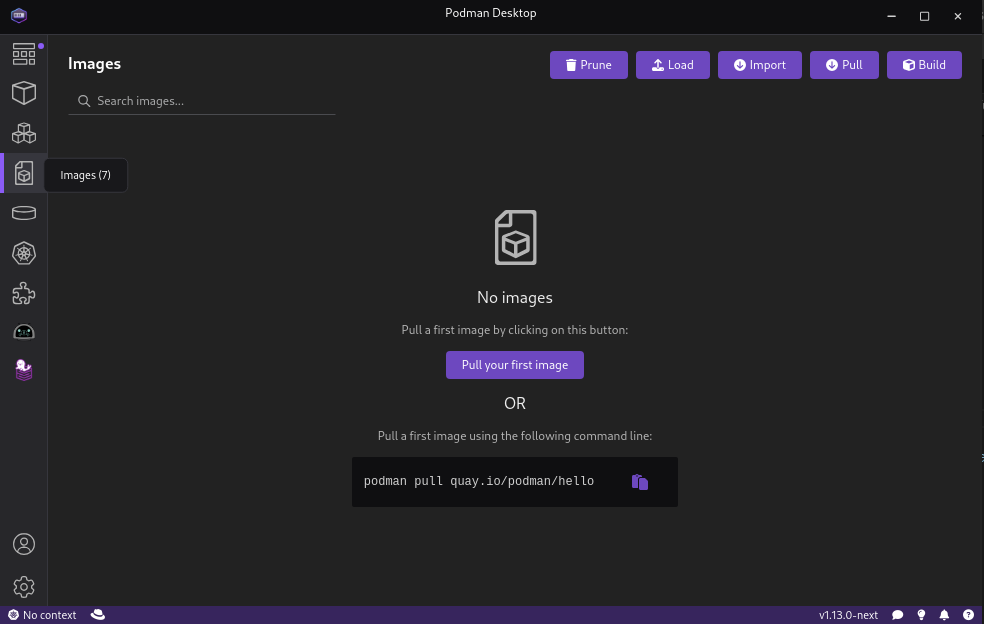 Podman Desktop
Images
Prune
Load
Import
Pull
Build
Search images...
Images (7)
No images
Pull a first image by clicking on this button:
Pull your first image
OR
Pull a first image using the following command line:
podman pull quay.io/podman/hello
No context
v1.13.0-next